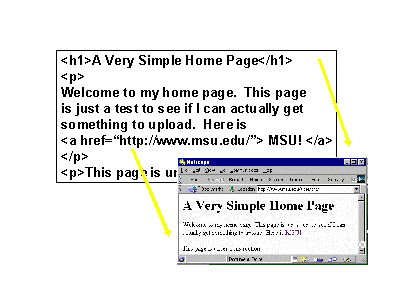 <h1>A Very Simple Home Page</h1>
<p>
Welcome to my home page.  This page
is just a test to see if I can actually get
something to upload.  Here is
<a href=“http://www.msu.edu/”> MSU! </a>
</p>
<p>This page is un
Netscape
A Very Simple Home Page
Welcome to my home page. This page is just a test to see if I can
actually get something to upload. Here is MSU!
This page is under construction
Document: Done